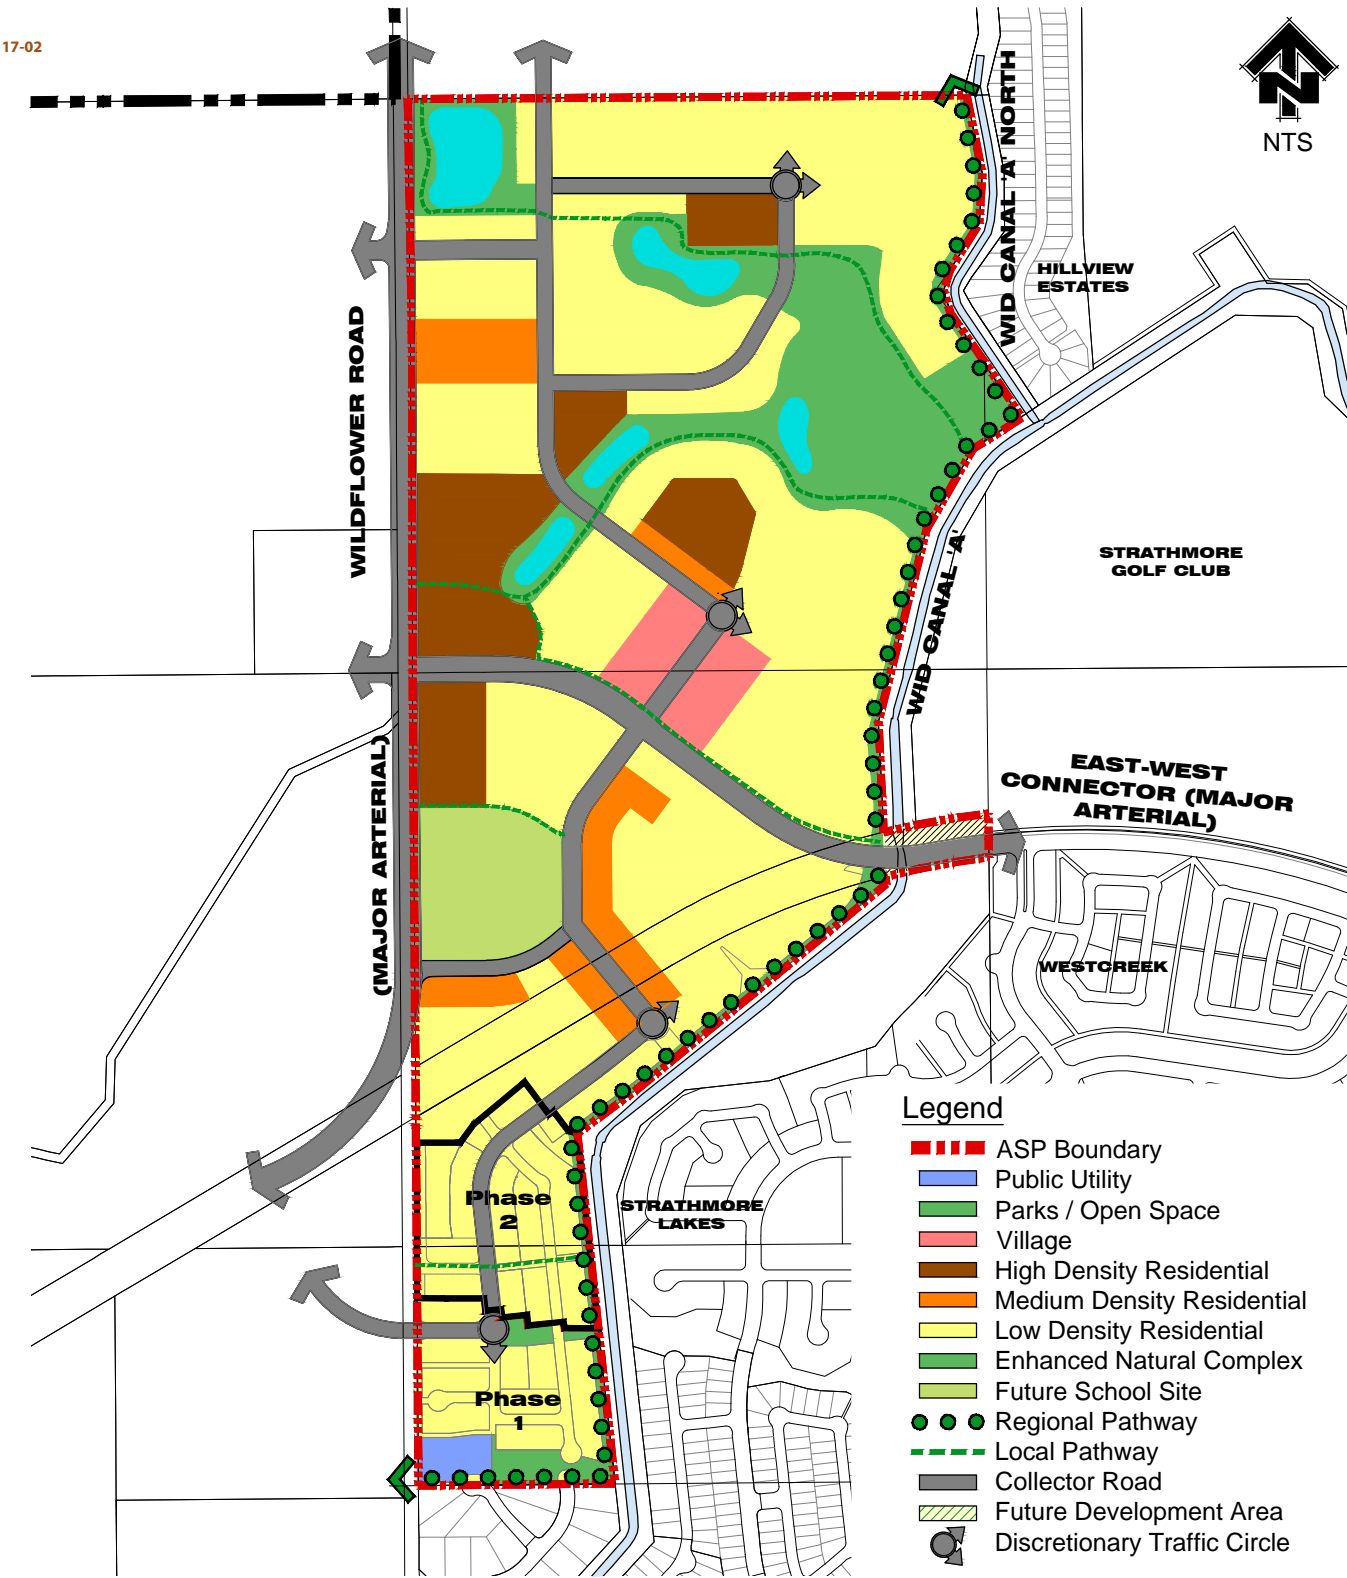 17-02
N
NTS
WID CANAL 'A' NORTH
HILLVIEW
ESTATES
WILDFLOWER ROAD
STRATHMORE
GOLF CLUB
WID CANAL 'A'
(MAJOR ARTERIAL)
EAST-WEST
CONNECTOR (MAJOR
ARTERIAL)
WESTCREEK
Phase
2
STRATHMORE
LAKES
Phase
1
Legend
ASP Boundary
Public Utility
Parks / Open Space
Village
High Density Residential
Medium Density Residential
Low Density Residential
Enhanced Natural Complex
Future School Site
Regional Pathway
Local Pathway
Collector Road
Future Development Area
Discretionary Traffic Circle